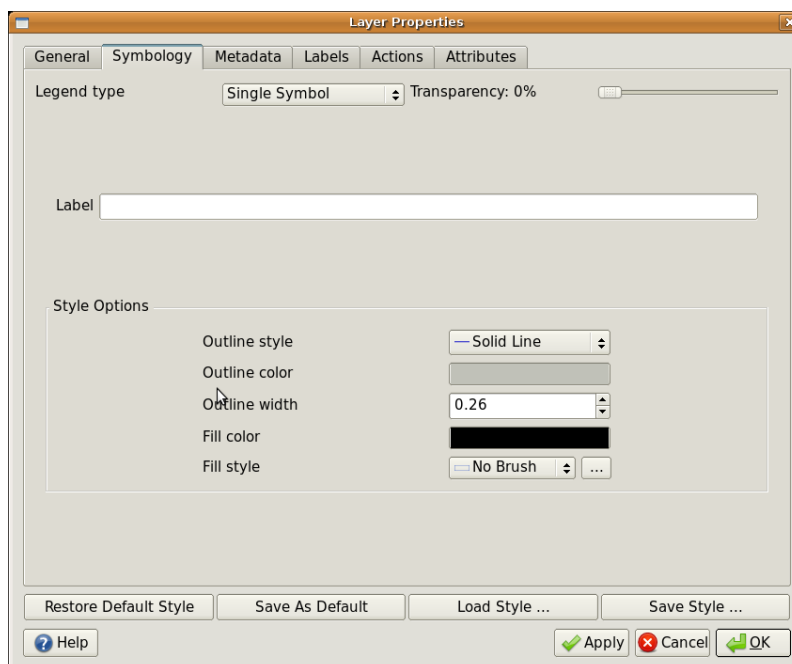 Layer Properties
General Symbology Metadata Labels Actions Attributes
Legend type Single Symbol Transparency: 0%
Label
Style Options
Outline style Solid Line
Outline color
Outline width 0.26
Fill color
Fill style No Brush ...
Restore Default Style Save As Default Load Style ... Save Style ...
Help Apply Cancel OK